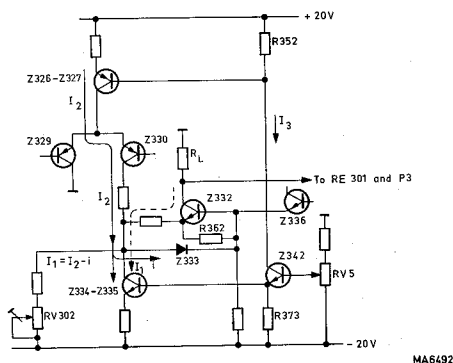 + 20V
R352
Z326-Z327
I2
I3
Z329
Z330
RL
To RE 301 and P3
Z332
Z336
I2
R362
Z333
Z342
I1 = I2 - i
I1
i
Z334-Z335
RV5
RV302
R373
- 20V
MA6492